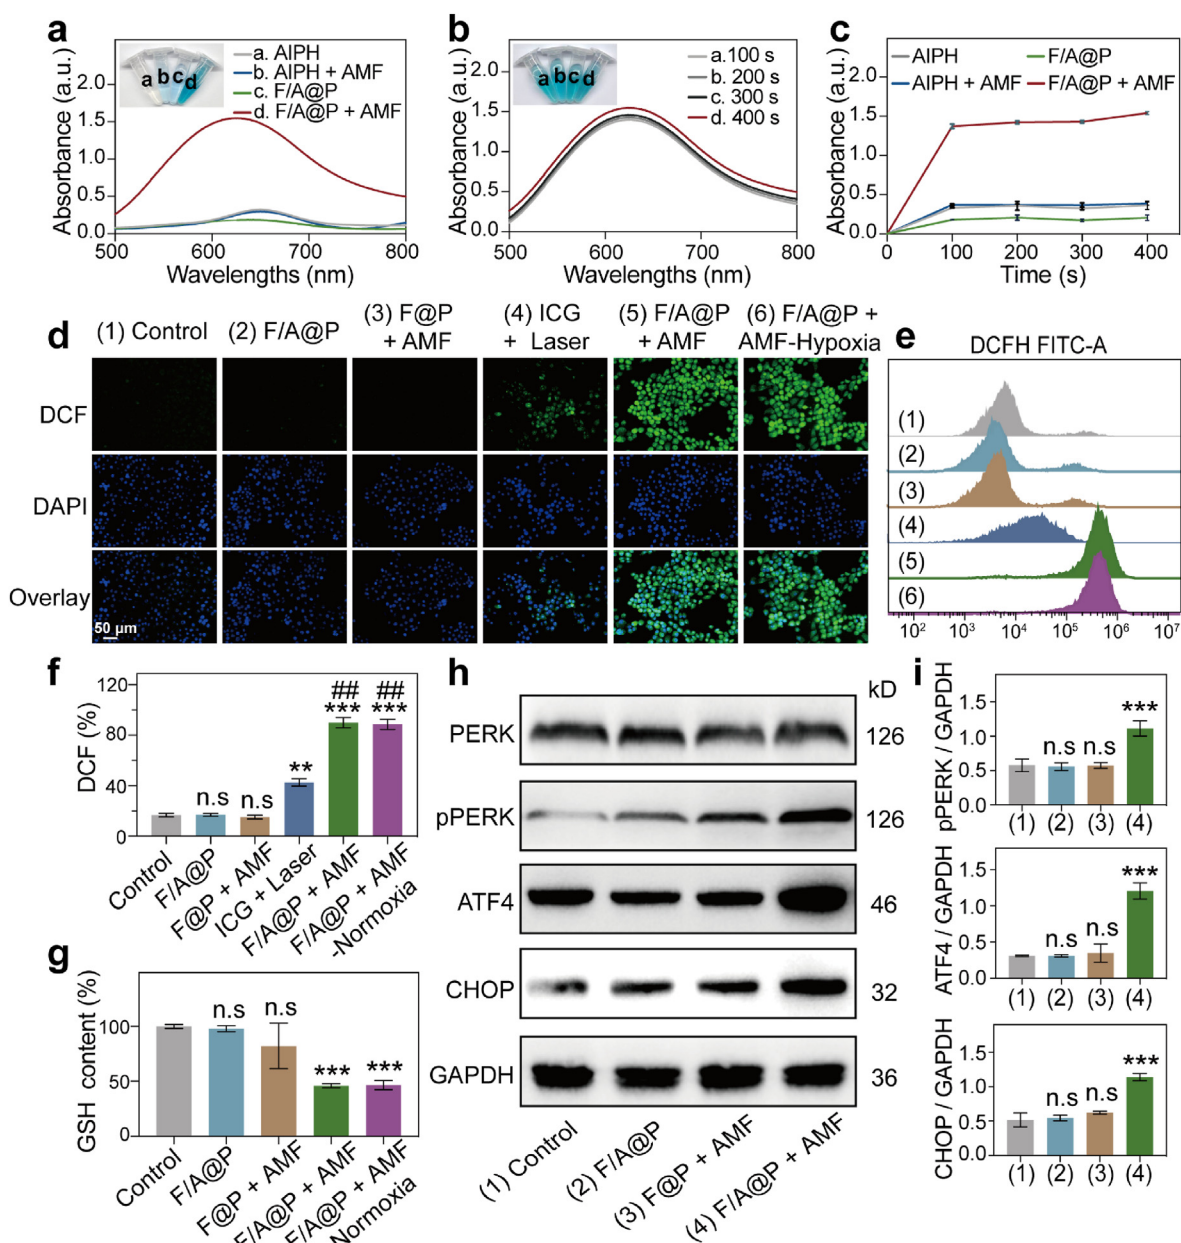 a
Absorbance (a.u.)
2.0
1.5
1.0
0.5
0.0
500
600
700
800
Wavelengths (nm)
a b c d
a. AIPH
b. AIPH + AMF
c. F/A@P
d. F/A@P + AMF
b
Absorbance (a.u.)
2.0
1.5
1.0
0.5
0.0
500
600
700
800
Wavelengths (nm)
a b c d
a.100 s
b. 200 s
c. 300 s
d. 400 s
c
Absorbance (a.u.)
2.0
1.5
1.0
0.5
0.0
0
100
200
300
400
Time (s)
AIPH
F/A@P
AIPH + AMF
F/A@P + AMF
d
(1) Control
(2) F/A@P
(3) F@P
+ AMF
(4) ICG
+ Laser
(5) F/A@P
+ AMF
(6) F/A@P +
AMF-Hypoxia
DCF
DAPI
Overlay
50 µm
e
DCFH FITC-A
(1)
(2)
(3)
(4)
(5)
(6)
10²
10³
10⁴
10⁵
10⁶
10⁷
f
DCF (%)
120
80
40
0
n.s
n.s
**
##
***
##
***
Control
F/A@P
F@P + AMF
ICG + Laser
F/A@P + AMF
F/A@P + AMF
-Normoxia
g
GSH content (%)
100
50
0
n.s
n.s
***
***
Control
F/A@P
F@P + AMF
F/A@P + AMF
F/A@P + AMF
Normoxia
h
kD
PERK
126
pPERK
126
ATF4
46
CHOP
32
GAPDH
36
(1) Control
(2) F/A@P
(3) F@P + AMF
(4) F/A@P + AMF
i
pPERK / GAPDH
1.5
1.0
0.5
0.0
n.s
n.s
***
(1)
(2)
(3)
(4)
ATF4 / GAPDH
1.5
1.0
0.5
0.0
n.s
n.s
***
(1)
(2)
(3)
(4)
CHOP / GAPDH
1.5
1.0
0.5
0.0
n.s
n.s
***
(1)
(2)
(3)
(4)